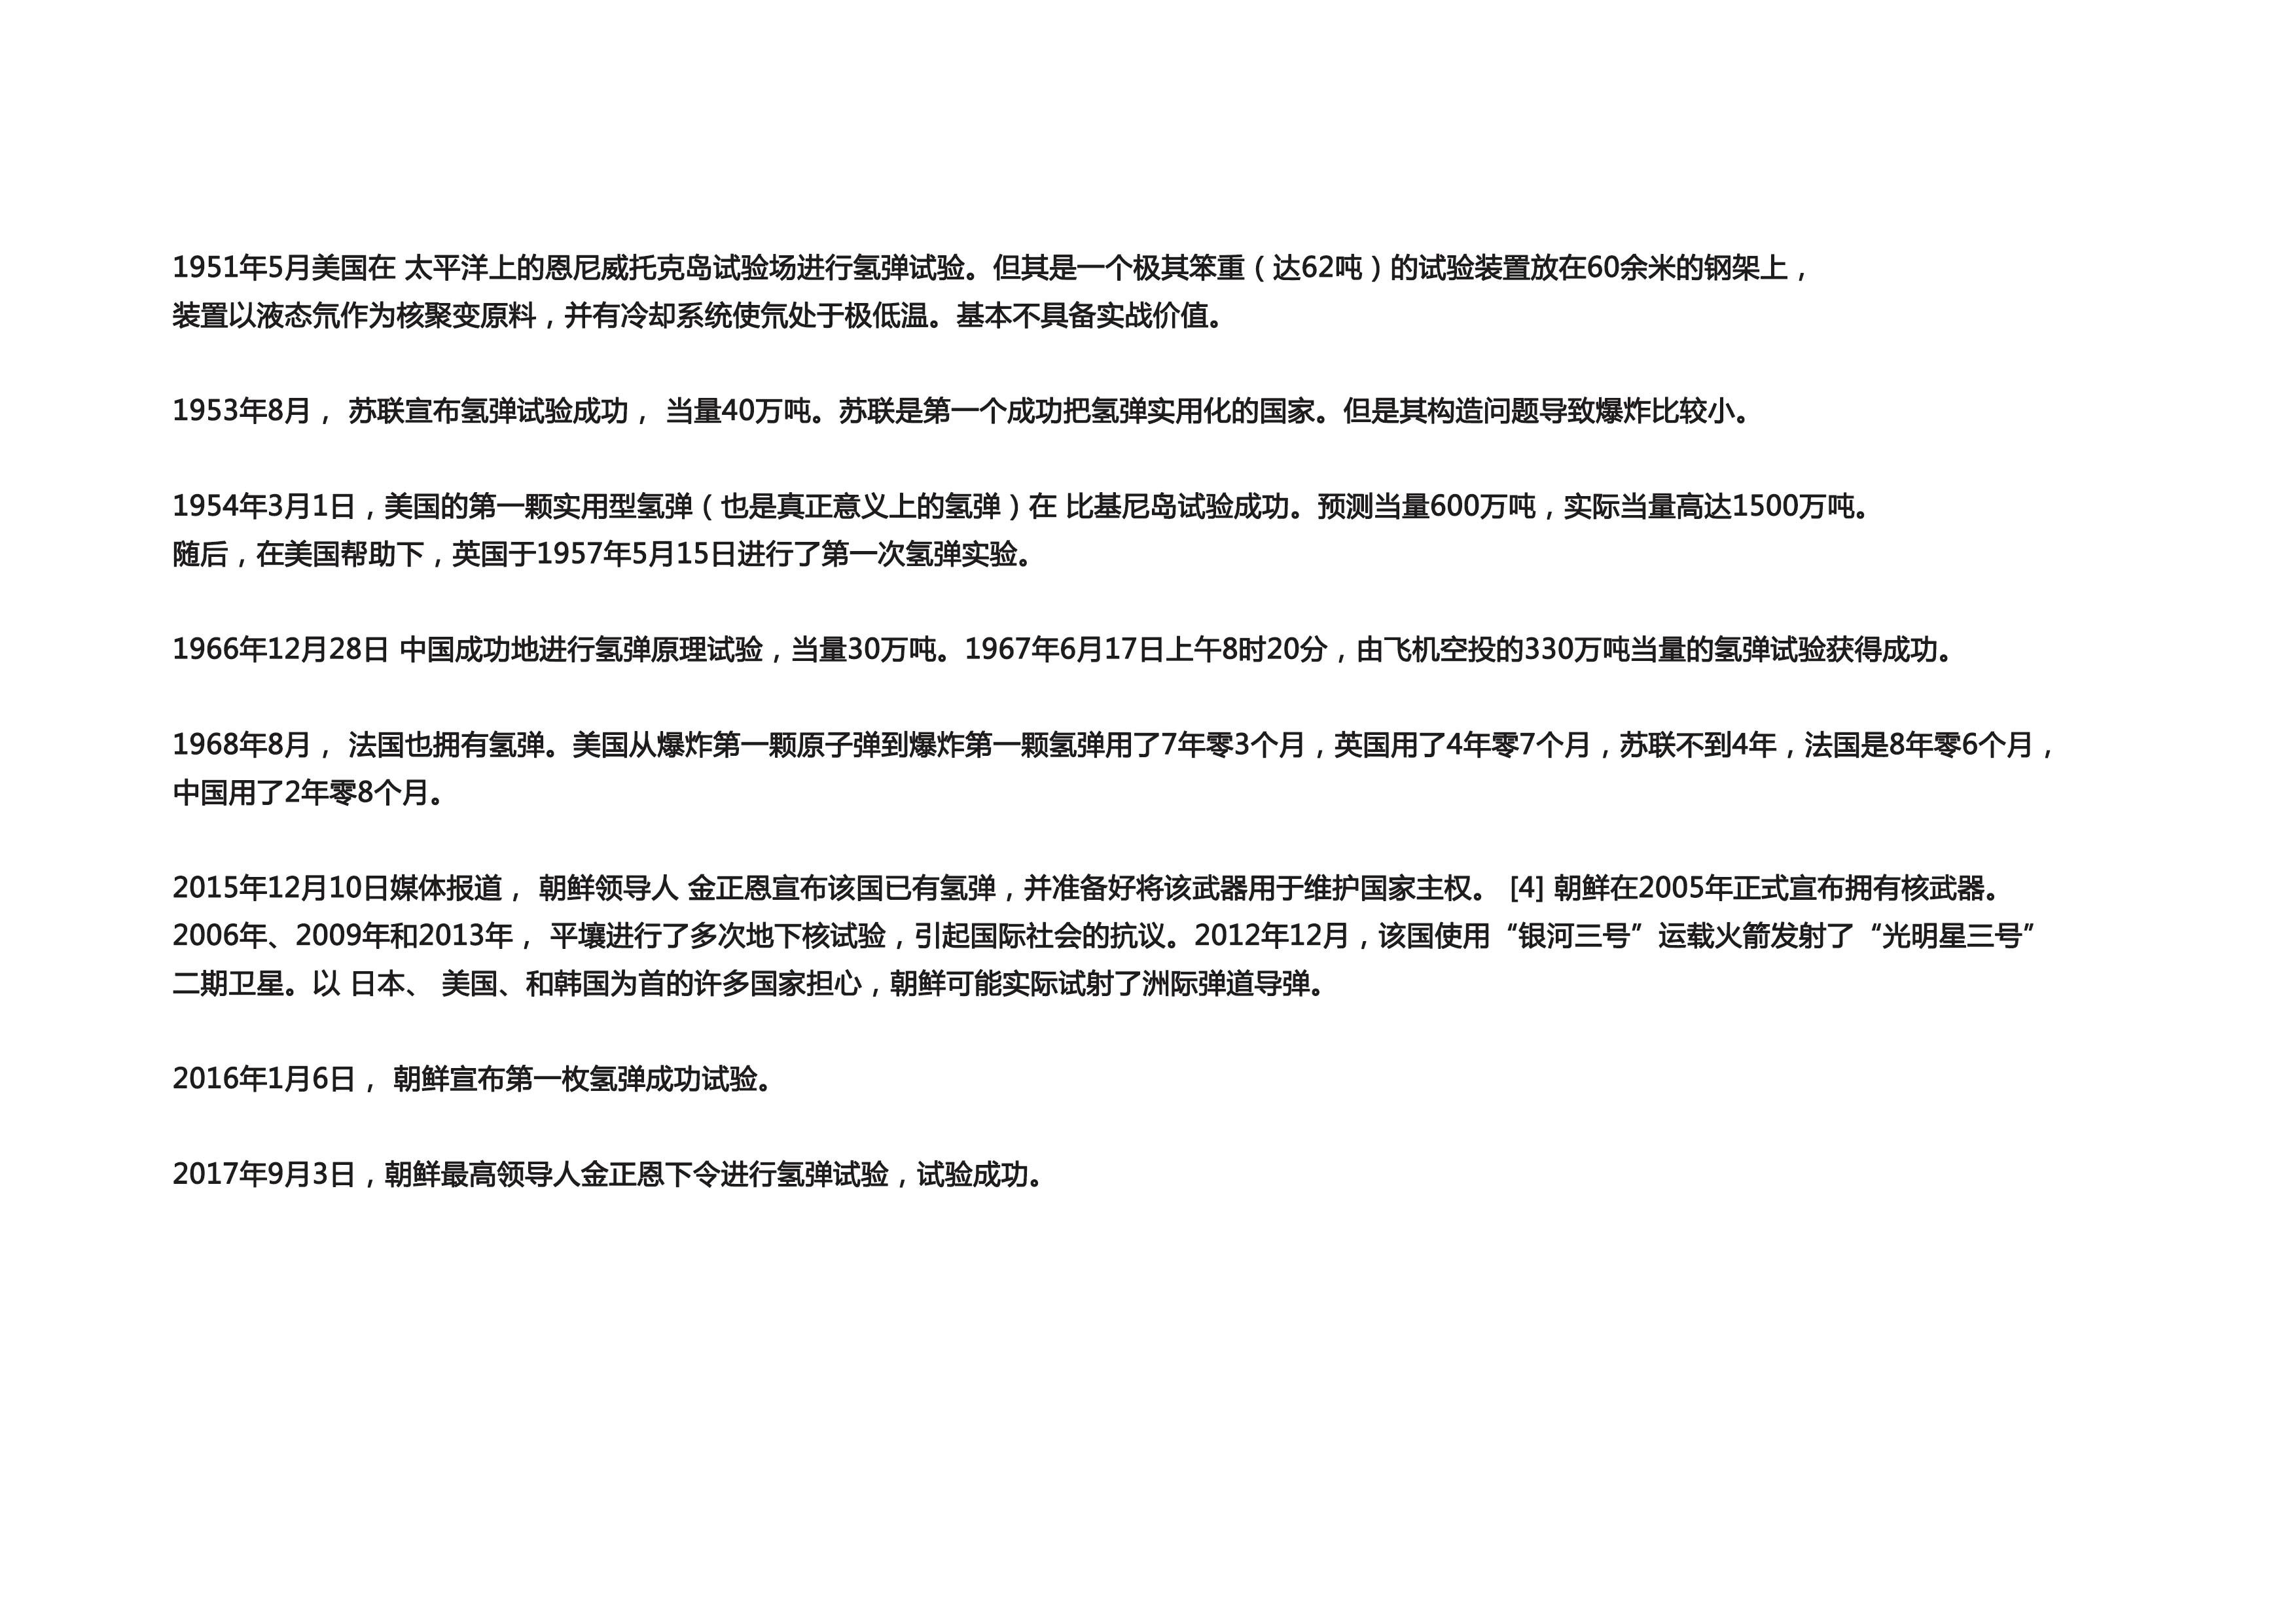 1951年5月美国在 太平洋上的恩尼威托克岛试验场进行氢弹试验。但其是一个极其笨重（达62吨）的试验装置放在60余米的钢架上，
装置以液态氘作为核聚变原料，并有冷却系统使氘处于极低温。基本不具备实战价值。
1953年8月， 苏联宣布氢弹试验成功， 当量40万吨。苏联是第一个成功把氢弹实用化的国家。但是其构造问题导致爆炸比较小。
1954年3月1日，美国的第一颗实用型氢弹（也是真正意义上的氢弹）在 比基尼岛试验成功。预测当量600万吨，实际当量高达1500万吨。
随后，在美国帮助下，英国于1957年5月15日进行了第一次氢弹实验。
1966年12月28日 中国成功地进行氢弹原理试验，当量30万吨。1967年6月17日上午8时20分，由飞机空投的330万吨当量的氢弹试验获得成功。
1968年8月， 法国也拥有氢弹。美国从爆炸第一颗原子弹到爆炸第一颗氢弹用了7年零3个月，英国用了4年零7个月，苏联不到4年，法国是8年零6个月，
中国用了2年零8个月。
2015年12月10日媒体报道， 朝鲜领导人 金正恩宣布该国已有氢弹，并准备好将该武器用于维护国家主权。 [4] 朝鲜在2005年正式宣布拥有核武器。
2006年、2009年和2013年， 平壤进行了多次地下核试验，引起国际社会的抗议。2012年12月，该国使用“银河三号”运载火箭发射了“光明星三号”
二期卫星。以 日本、 美国、和韩国为首的许多国家担心，朝鲜可能实际试射了洲际弹道导弹。
2016年1月6日， 朝鲜宣布第一枚氢弹成功试验。
2017年9月3日，朝鲜最高领导人金正恩下令进行氢弹试验，试验成功。